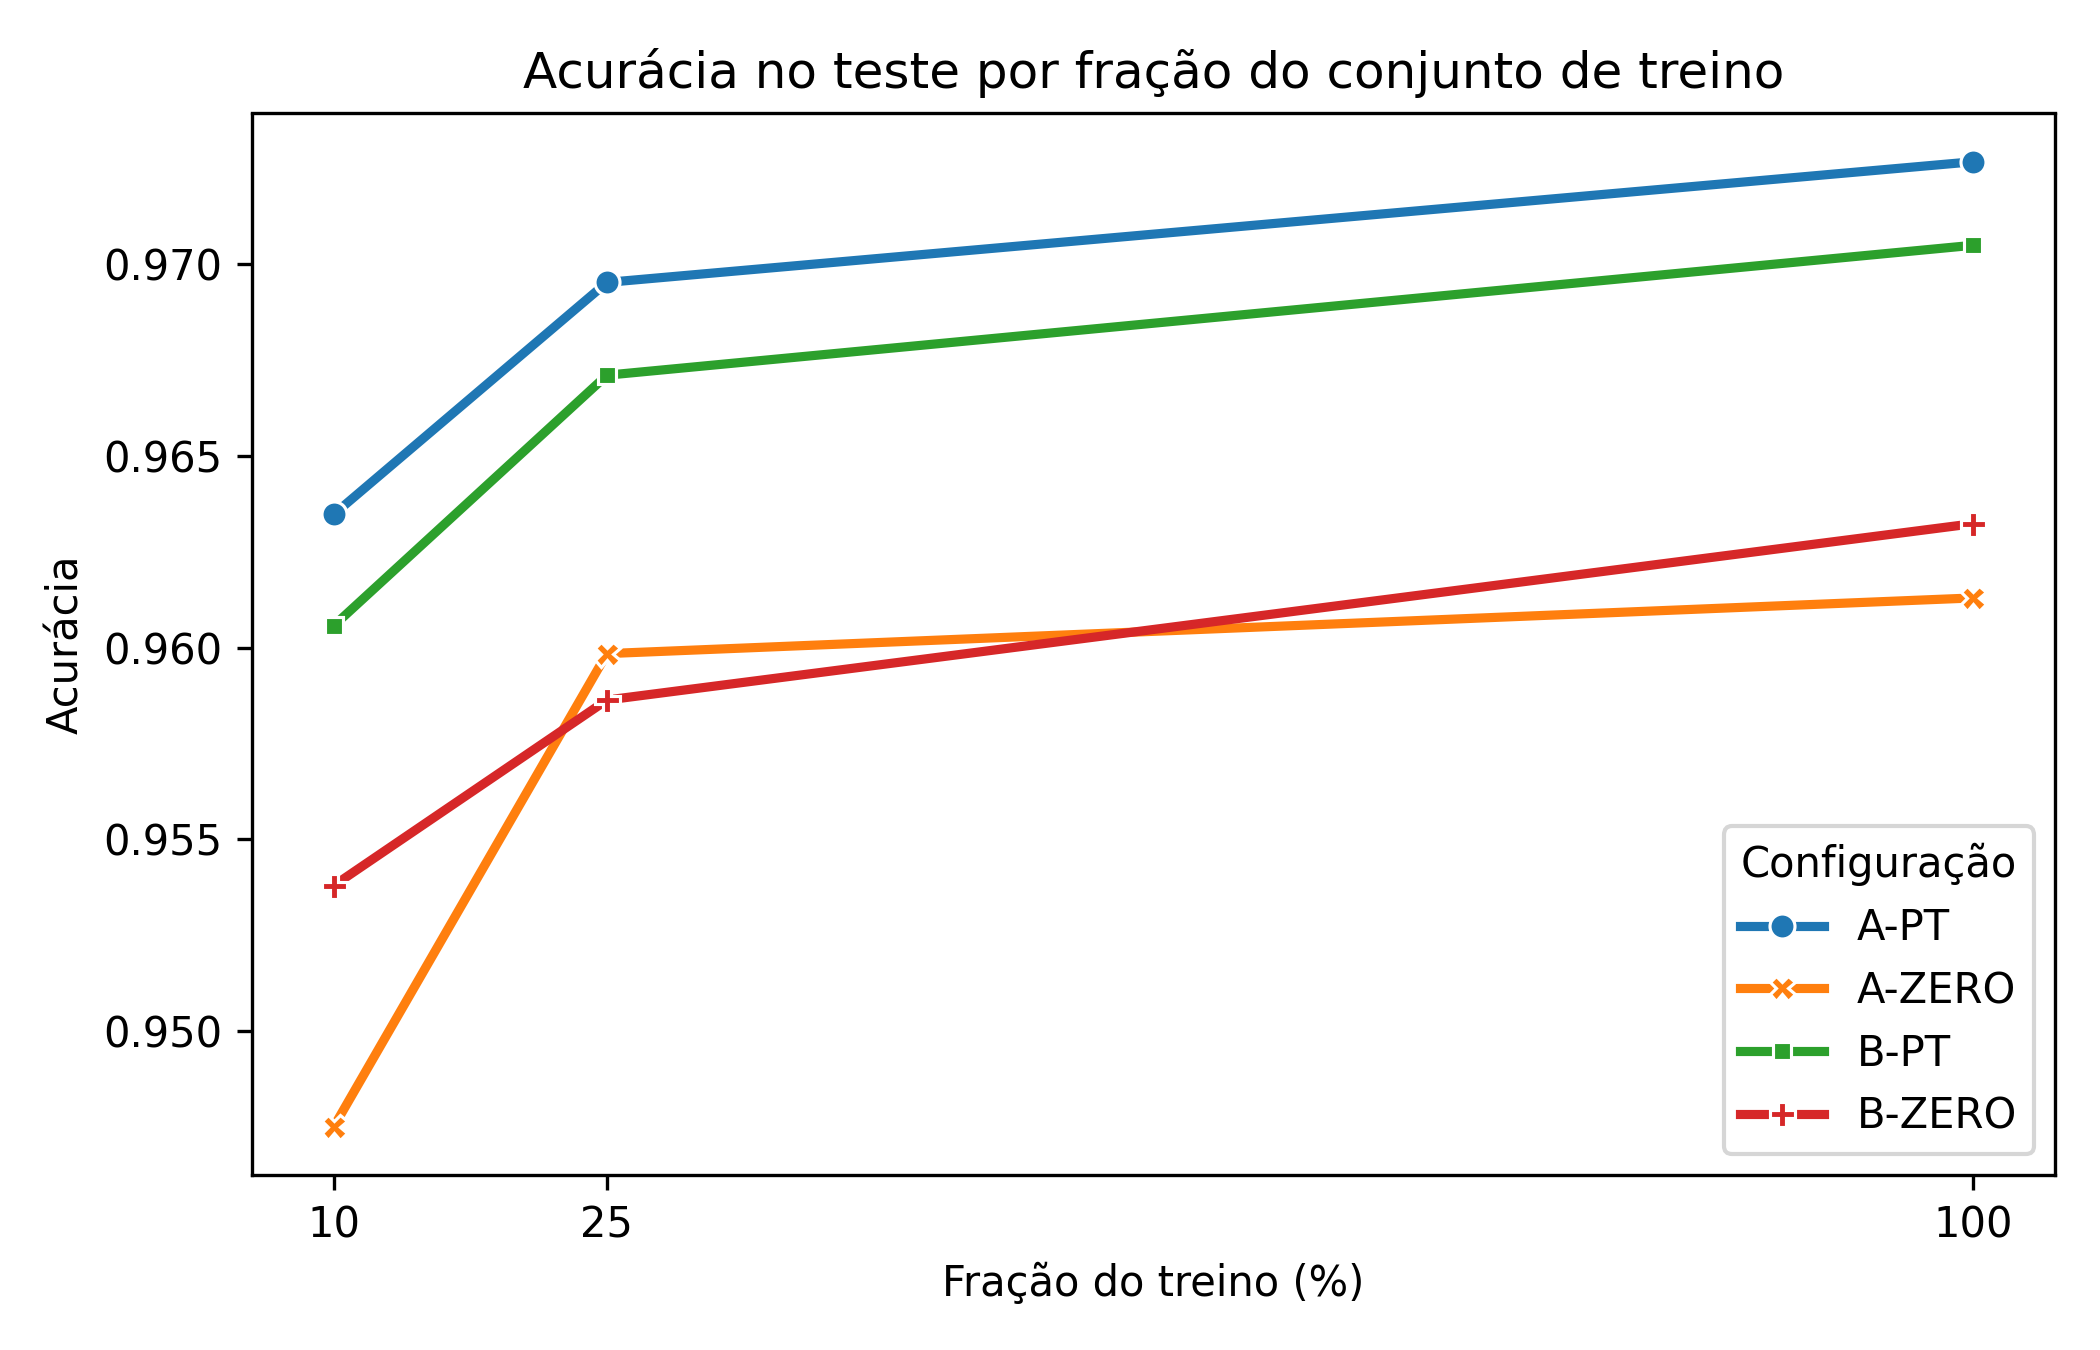 Acurácia no teste por fração do conjunto de treino
Acurácia
0.970
0.965
0.960
0.955
0.950
10
25
100
Fração do treino (%)
Configuração
A-PT
A-ZERO
B-PT
B-ZERO